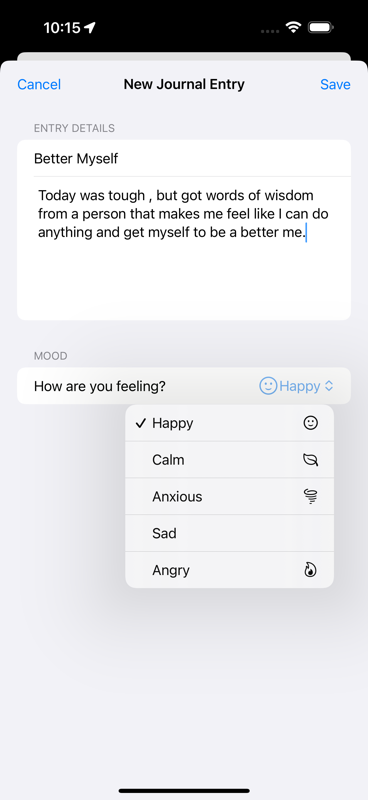 10:15
Cancel New Journal Entry Save
ENTRY DETAILS
Better Myself
Today was tough , but got words of wisdom
from a person that makes me feel like I can do
anything and get myself to be a better me.
MOOD
How are you feeling? Happy
Happy
Calm
Anxious
Sad
Angry